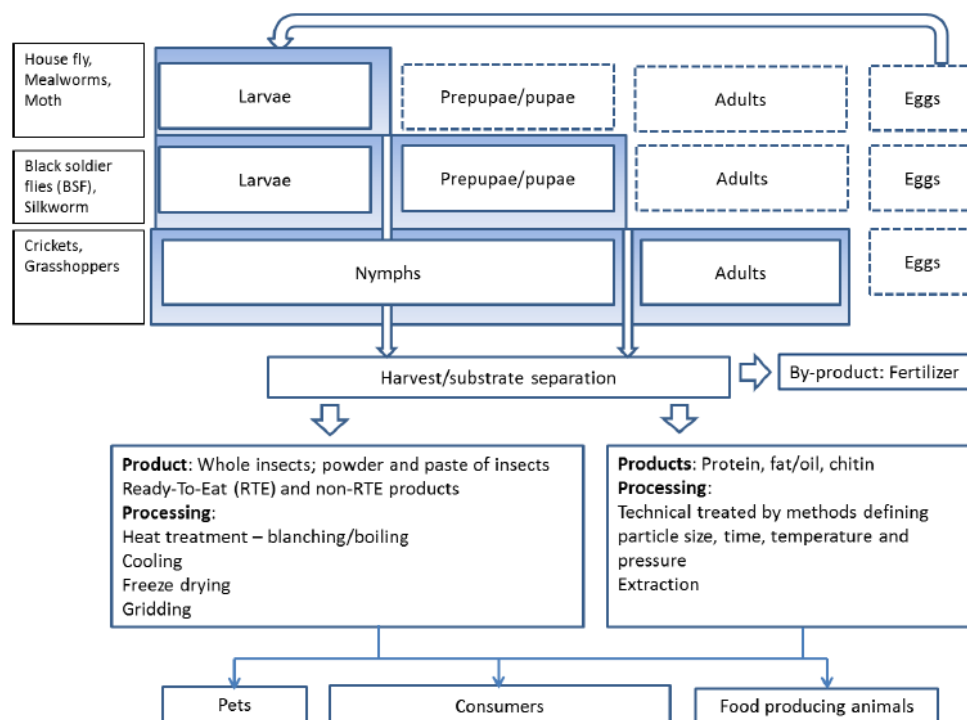 House fly,
Mealworms,
Moth
Larvae
Prepupae/pupae
Adults
Eggs
Black soldier
flies (BSF),
Silkworm
Larvae
Prepupae/pupae
Adults
Eggs
Crickets,
Grasshoppers
Nymphs
Adults
Eggs
Harvest/substrate separation
By-product: Fertilizer
Product: Whole insects; powder and paste of insects
Ready-To-Eat (RTE) and non-RTE products
Processing:
Heat treatment – blanching/boiling
Cooling
Freeze drying
Gridding
Products: Protein, fat/oil, chitin
Processing:
Technical treated by methods defining
particle size, time, temperature and
pressure
Extraction
Pets
Consumers
Food producing animals